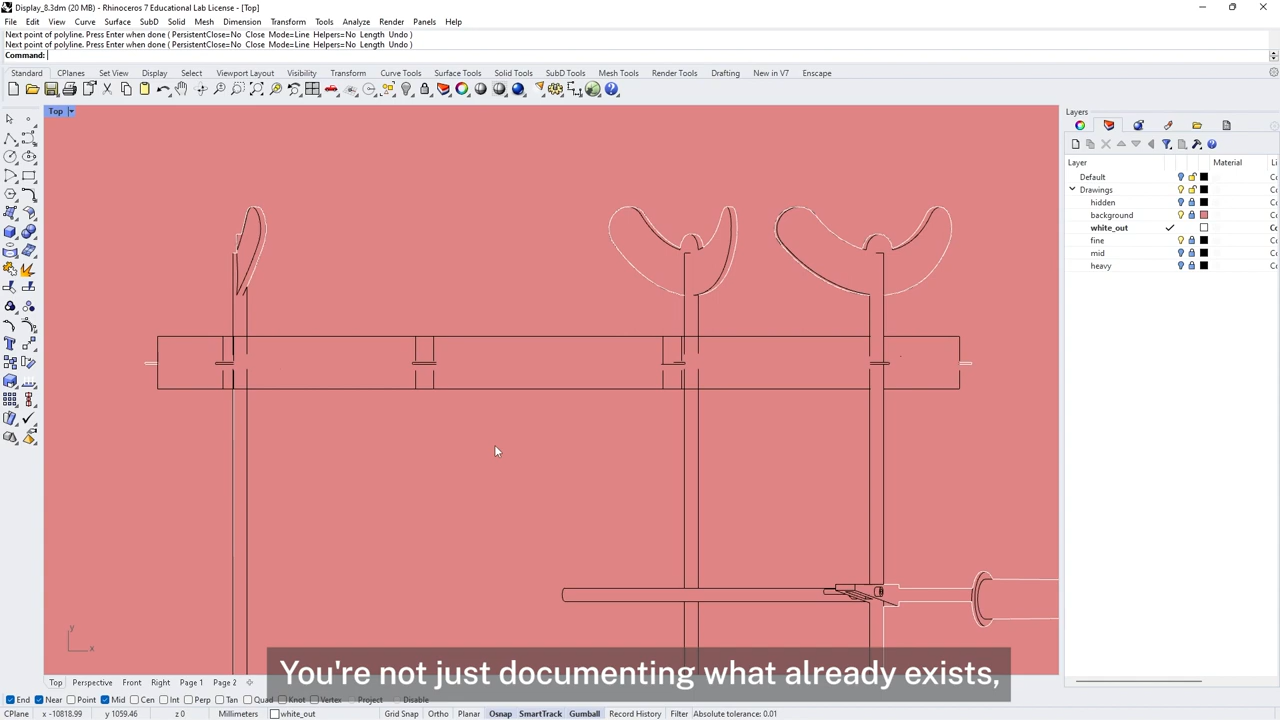 Display_8.3dm (20 MB) - Rhinoceros 7 Educational Lab License - [Top]
File Edit View Curve Surface SubD Solid Mesh Dimension Transform Tools Analyze Render Panels Help
Next point of polyline. Press Enter when done ( PersistentClose=No Close Mode=Line Helpers=No Length Undo )
Next point of polyline. Press Enter when done ( PersistentClose=No Close Mode=Line Helpers=No Length Undo )
Command:
Standard CPlanes Set View Display Select Viewport Layout Visibility Transform Curve Tools Surface Tools Solid Tools SubD Tools Mesh Tools Render Tools Drafting New in V7 Enscape
Top
Layers
Layer Material Li
Default
Drawings
hidden
background
white_out
fine
mid
heavy
y
x
You're not just documenting what already exists,
Top Perspective Front Right Page 1 Page 2
End Near Point Mid Cen Int Perp Tan Quad Knot Vertex Project Disable
CPlane x -10818.99 y 1059.46 z 0 Millimeters white_out Grid Snap Ortho Planar Osnap SmartTrack Gumball Record History Filter Absolute tolerance: 0.01